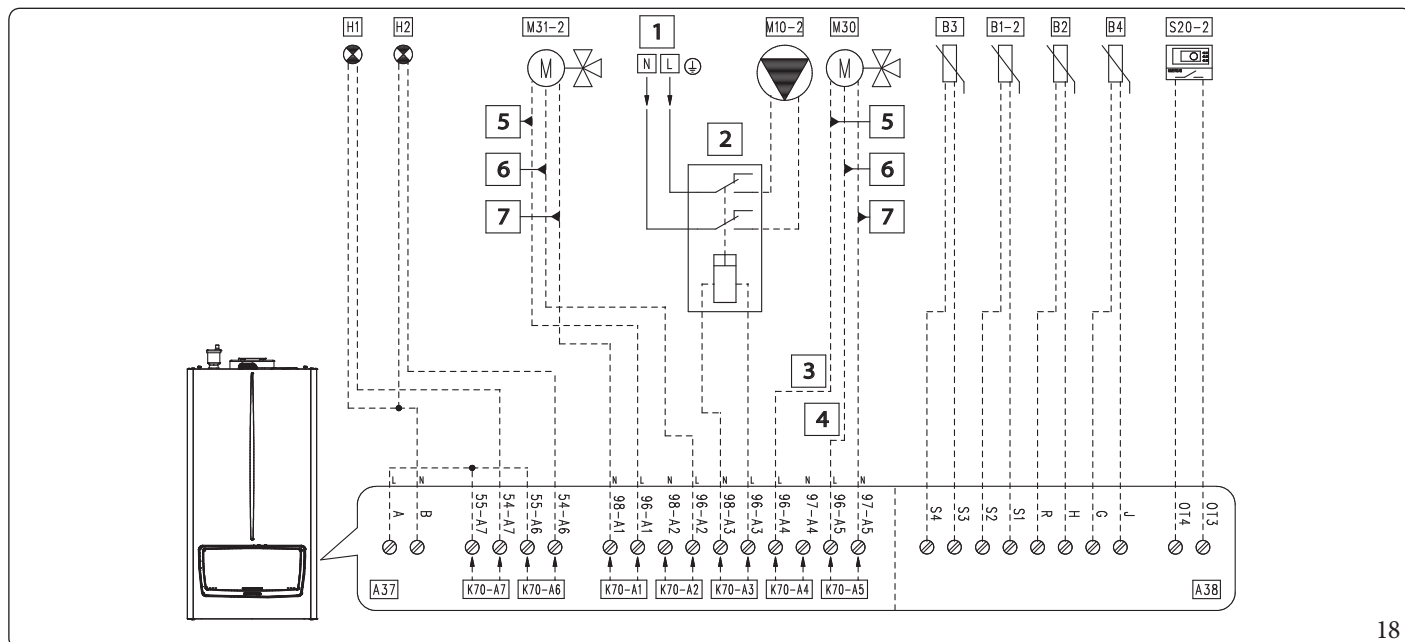 H1 H2 M31-2 1 M10-2 M30 B3 B1-2 B2 B4 S20-2
M N L M
5 5
2
6 6
7 7
3
4
L N N L N L N L L N L N
A B 55-A7 54-A7 55-A6 54-A6 98-A1 96-A1 98-A2 96-A2 98-A3 96-A3 96-A4 97-A4 96-A5 97-A5 S4 S3 S2 S1 R H G J OT4 OT3
A37 K70-A7 K70-A6 K70-A1 K70-A2 K70-A3 K70-A4 K70-A5 A38
18